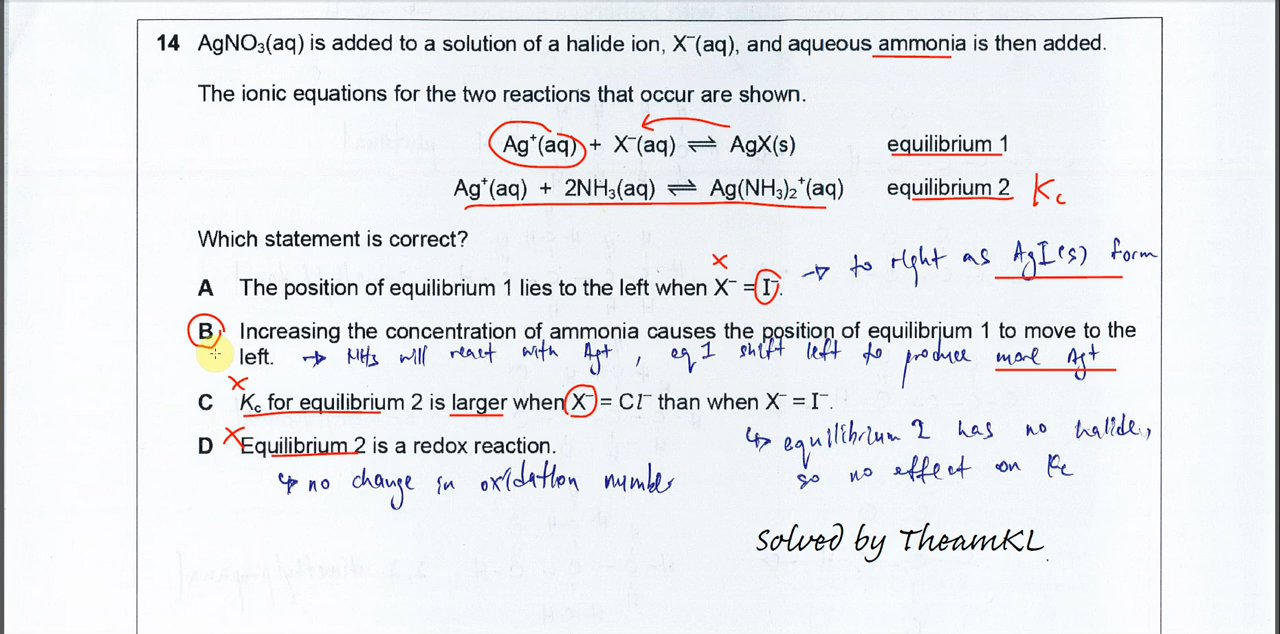 14 AgNO₃(aq) is added to a solution of a halide ion, X⁻(aq), and aqueous ammonia is then added.
The ionic equations for the two reactions that occur are shown.
Ag⁺(aq) + X⁻(aq) ⇌ AgX(s) equilibrium 1
Ag⁺(aq) + 2NH₃(aq) ⇌ Ag(NH₃)₂⁺(aq) equilibrium 2 Kc
Which statement is correct?
→ to right as AgI(s) form
A The position of equilibrium 1 lies to the left when X⁻ = I⁻.
B Increasing the concentration of ammonia causes the position of equilibrium 1 to move to the
left. → NH₃ will react with Ag+, eq 1 shift left to produce more Ag+
C Kc for equilibrium 2 is larger when X⁻ = Cl⁻ than when X⁻ = I⁻.
↳ equilibrium 2 has no halide,
so no effect on Kc
D Equilibrium 2 is a redox reaction.
↳ no change in oxidation number
Solved by TheamKL